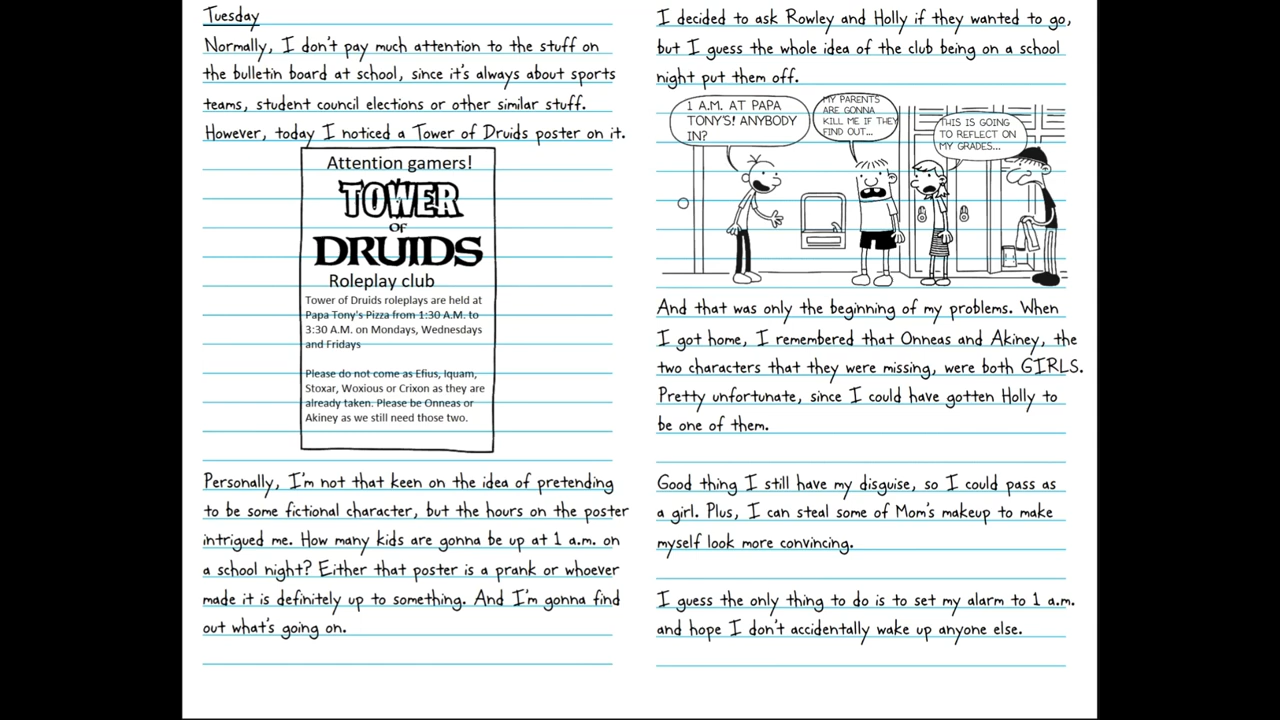 Tuesday
Normally, I don't pay much attention to the stuff on
the bulletin board at school, since it's always about sports
teams, student council elections or other similar stuff.
However, today I noticed a Tower of Druids poster on it.
Attention gamers!
TOWER
OF
DRUIDS
Roleplay club
Tower of Druids roleplays are held at
Papa Tony's Pizza from 1:30 A.M. to
3:30 A.M. on Mondays, Wednesdays
and Fridays
Please do not come as Efius, Iquam,
Stoxar, Woxious or Crixon as they are
already taken. Please be Onneas or
Akiney as we still need those two.
Personally, I'm not that keen on the idea of pretending
to be some fictional character, but the hours on the poster
intrigued me. How many kids are gonna be up at 1 a.m. on
a school night? Either that poster is a prank or whoever
made it is definitely up to something. And I'm gonna find
out what's going on.
I decided to ask Rowley and Holly if they wanted to go,
but I guess the whole idea of the club being on a school
night put them off.
1 A.M. AT PAPA
TONY'S! ANYBODY
IN?
MY PARENTS
ARE GONNA
KILL ME IF THEY
FIND OUT...
THIS IS GOING
TO REFLECT ON
MY GRADES...
And that was only the beginning of my problems. When
I got home, I remembered that Onneas and Akiney, the
two characters that they were missing, were both GIRLS.
Pretty unfortunate, since I could have gotten Holly to
be one of them.
Good thing I still have my disguise, so I could pass as
a girl. Plus, I can steal some of Mom's makeup to make
myself look more convincing.
I guess the only thing to do is to set my alarm to 1 a.m.
and hope I don't accidentally wake up anyone else.